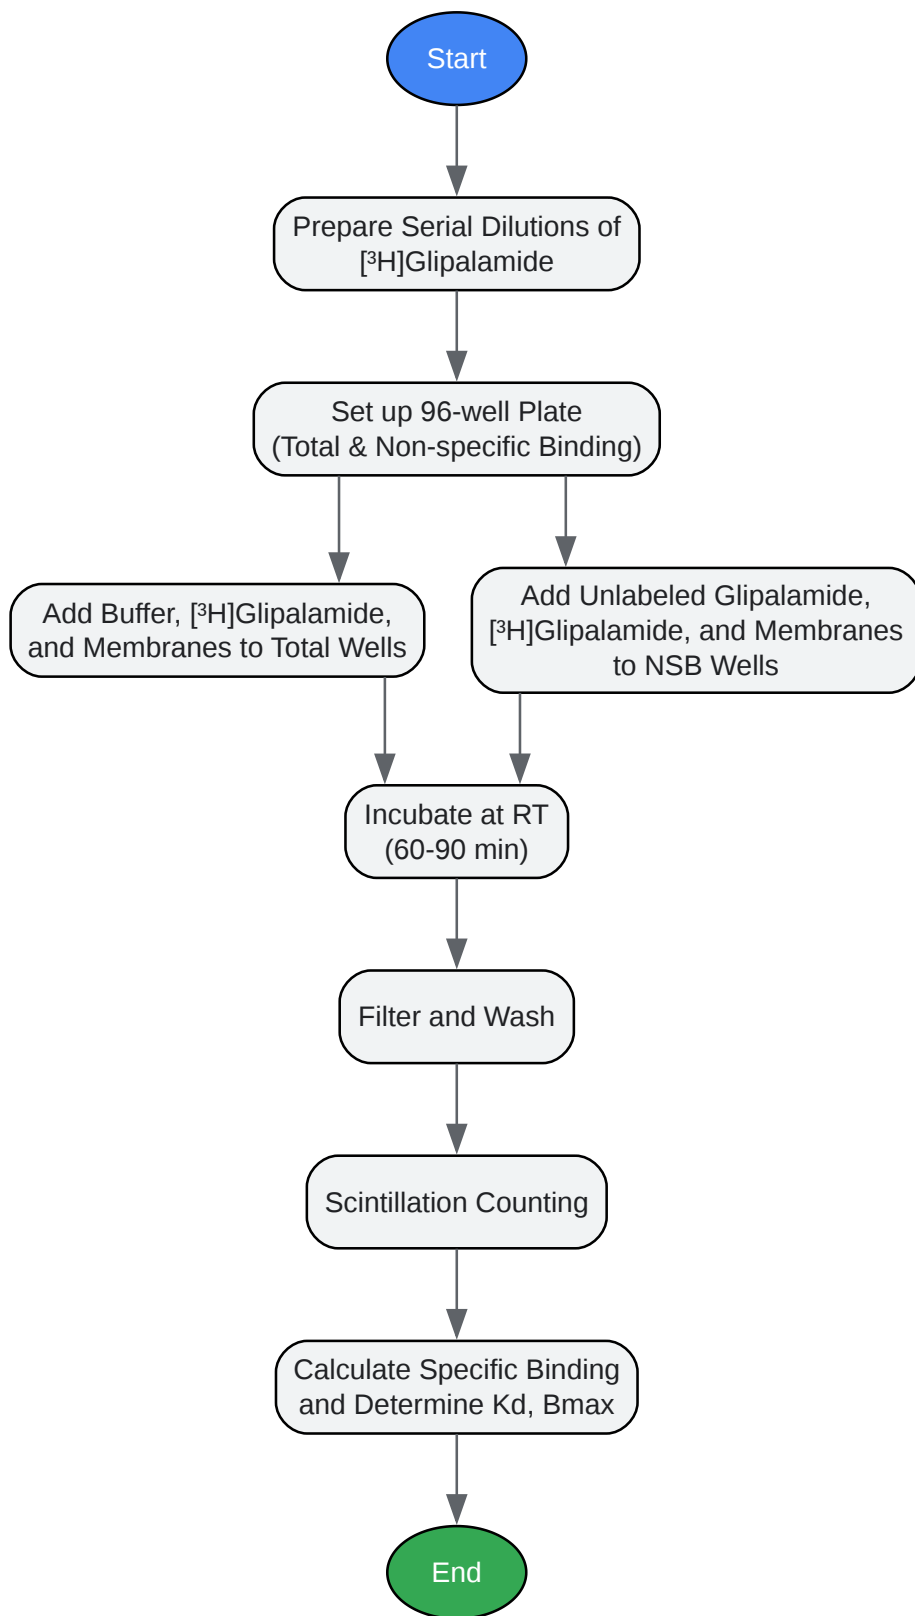 Start
Prepare Serial Dilutions of
[³H]Glipalamide
Set up 96-well Plate
(Total & Non-specific Binding)
Add Buffer, [³H]Glipalamide,
and Membranes to Total Wells
Add Unlabeled Glipalamide,
[³H]Glipalamide, and Membranes
to NSB Wells
Incubate at RT
(60-90 min)
Filter and Wash
Scintillation Counting
Calculate Specific Binding
and Determine Kd, Bmax
End